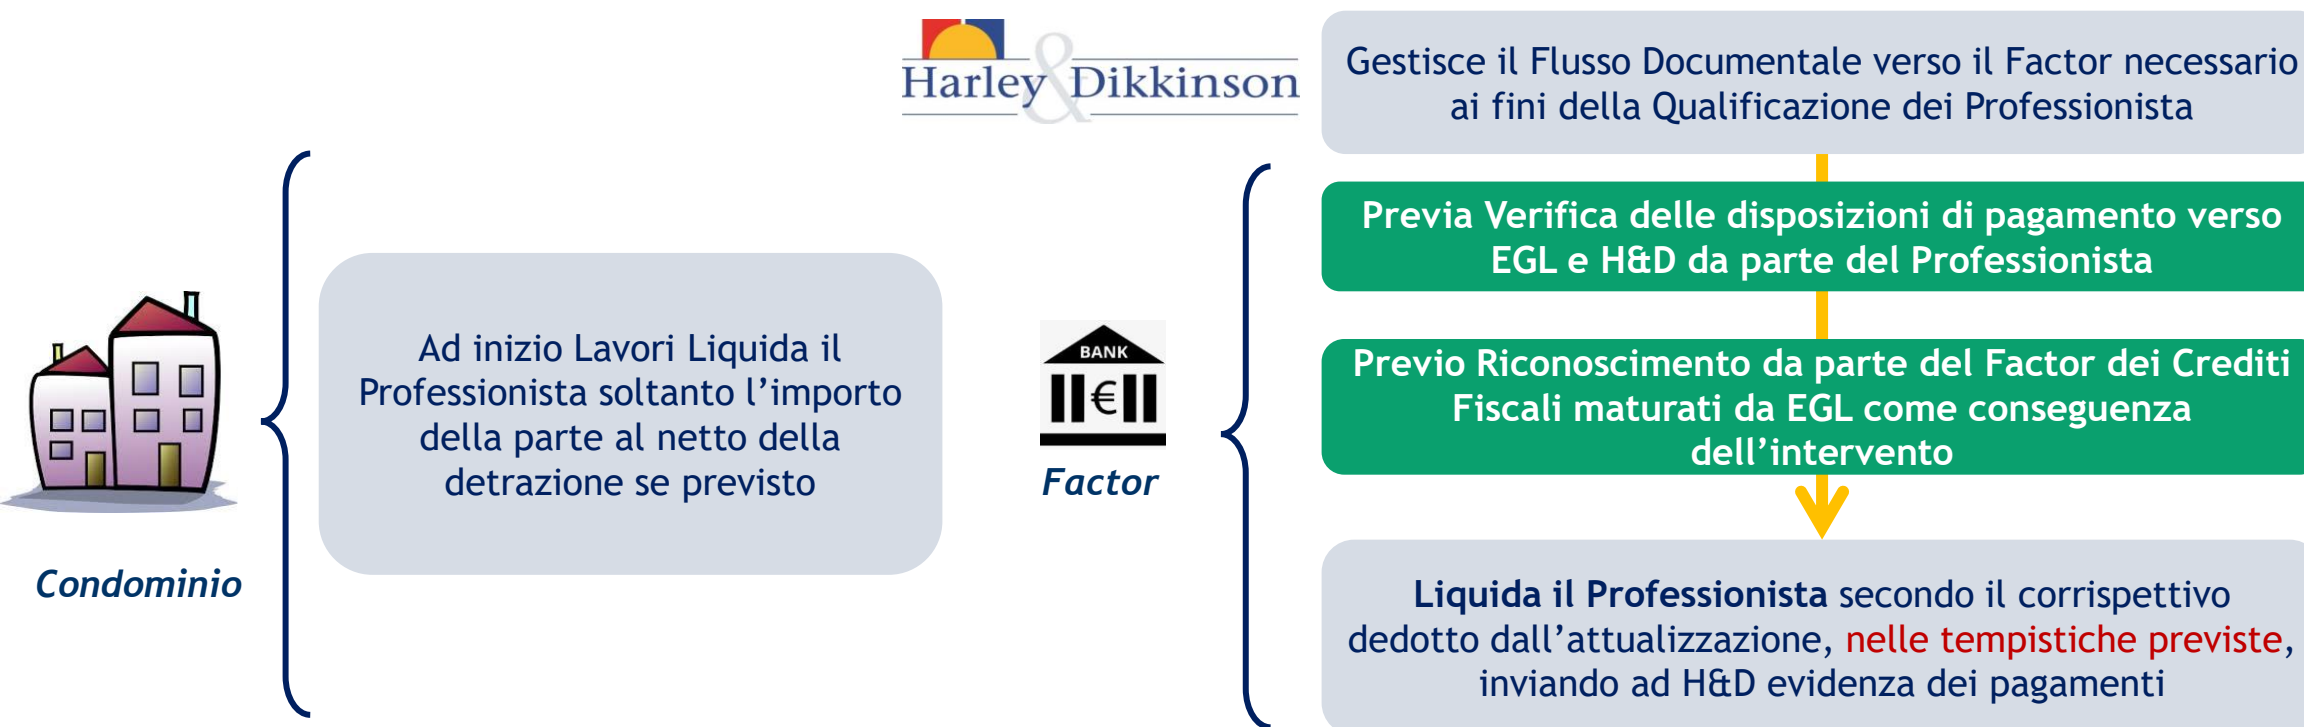 Harley & Dikkinson
Gestisce il Flusso Documentale verso il Factor necessario
ai fini della Qualificazione dei Professionista
Previa Verifica delle disposizioni di pagamento verso
EGL e H&D da parte del Professionista
Ad inizio Lavori Liquida il
Professionista soltanto l’importo
della parte al netto della
detrazione se previsto
Condominio
BANK
€
Factor
Previo Riconoscimento da parte del Factor dei Crediti
Fiscali maturati da EGL come conseguenza
dell’intervento
Liquida il Professionista secondo il corrispettivo
dedotto dall’attualizzazione, nelle tempistiche previste,
inviando ad H&D evidenza dei pagamenti